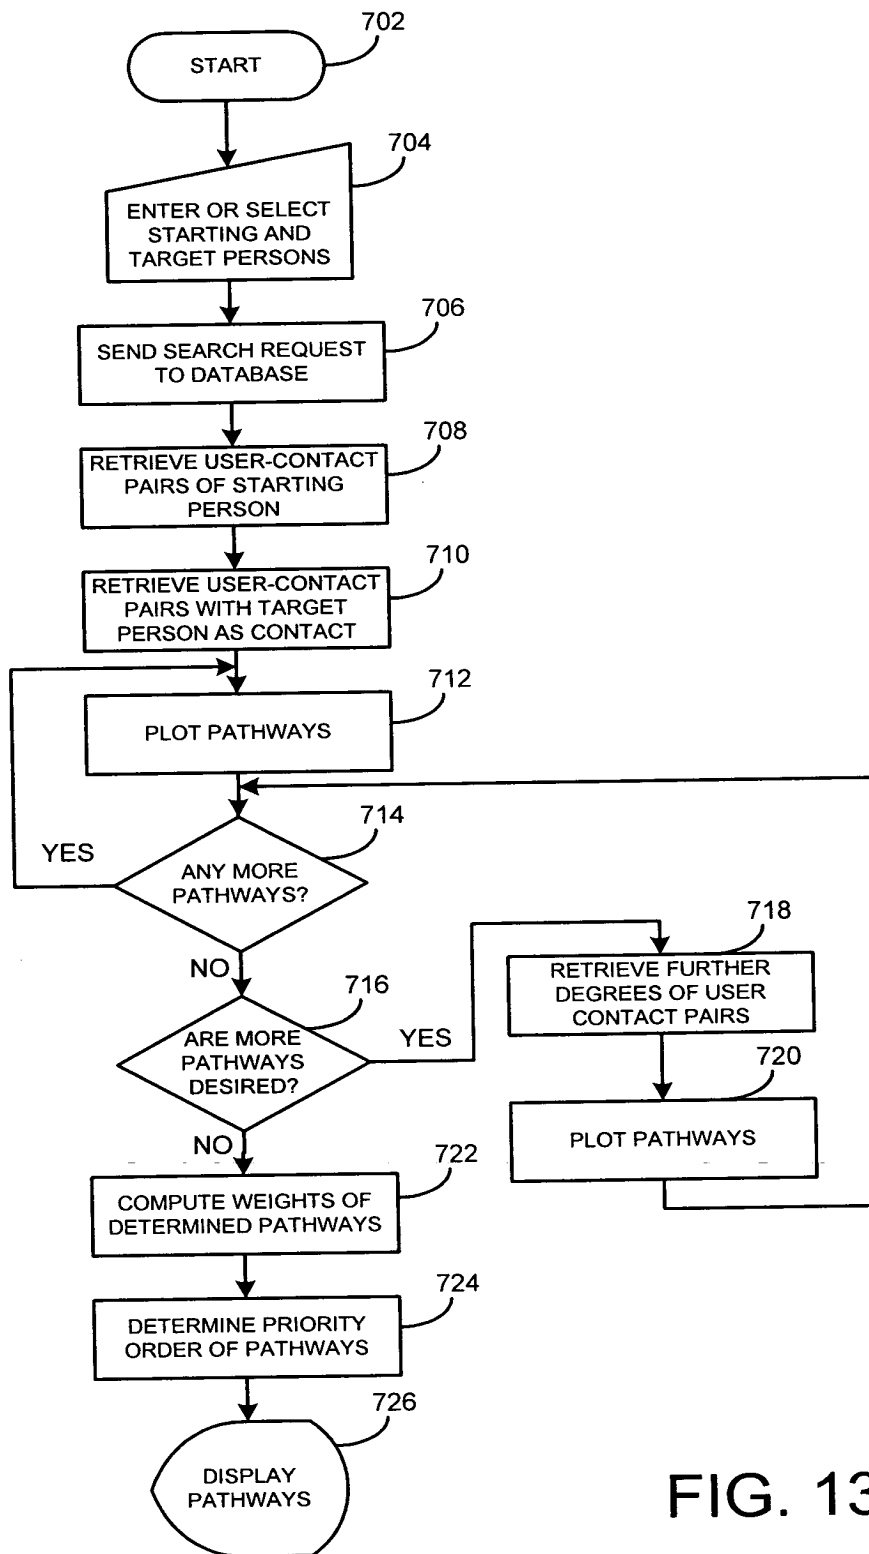 702
START
704
ENTER OR SELECT
STARTING AND
TARGET PERSONS
706
SEND SEARCH REQUEST
TO DATABASE
708
RETRIEVE USER-CONTACT
PAIRS OF STARTING
PERSON
710
RETRIEVE USER-CONTACT
PAIRS WITH TARGET
PERSON AS CONTACT
712
PLOT PATHWAYS
714
YES
ANY MORE
PATHWAYS?
NO
716
ARE MORE
PATHWAYS
DESIRED?
YES
718
RETRIEVE FURTHER
DEGREES OF USER
CONTACT PAIRS
720
PLOT PATHWAYS
NO
722
COMPUTE WEIGHTS OF
DETERMINED PATHWAYS
724
DETERMINE PRIORITY
ORDER OF PATHWAYS
726
DISPLAY
PATHWAYS
FIG. 13